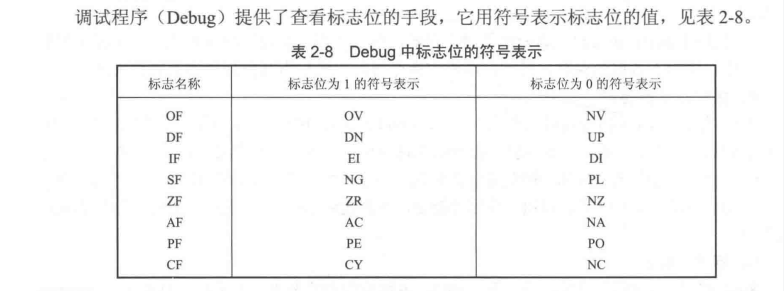 调试程序（Debug）提供了查看标志位的手段，它用符号表示标志位的值，见表 2-8。
表 2-8 Debug 中标志位的符号表示
标志名称 标志位为 1 的符号表示 标志位为 0 的符号表示
OF OV NV
DF DN UP
IF EI DI
SF NG PL
ZF ZR NZ
AF AC NA
PF PE PO
CF CY NC